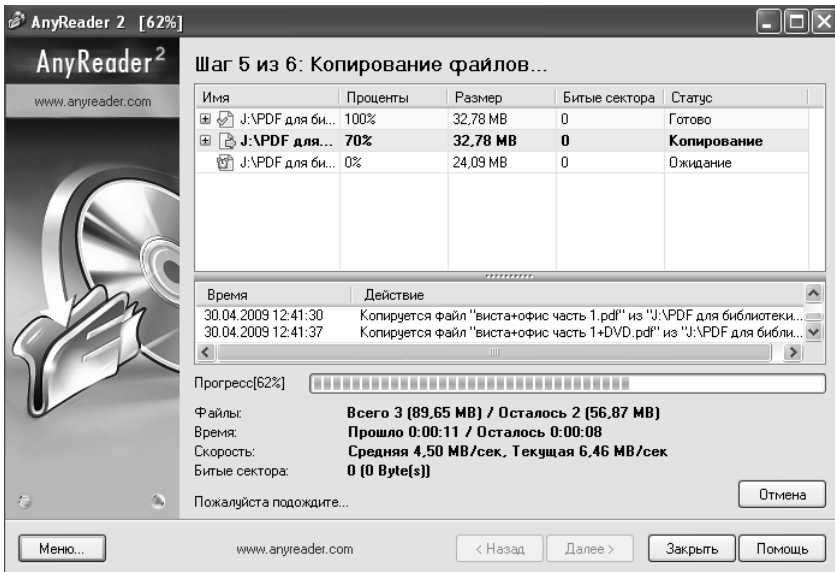 AnyReader 2 [62%]
AnyReader²
www.anyreader.com
Шаг 5 из 6: Копирование файлов...
Имя Проценты Размер Битые сектора Статус
J:\PDF для би... 100% 32,78 MB 0 Готово
J:\PDF для... 70% 32,78 MB 0 Копирование
J:\PDF для би... 0% 24,09 MB 0 Ожидание
Время Действие
30.04.2009 12:41:30 Копируется файл "виста+офис часть 1.pdf" из "J:\PDF для библиотеки...
30.04.2009 12:41:37 Копируется файл "виста+офис часть 1+DVD.pdf" из "J:\PDF для библи...
Прогресс[62%]
Файлы: Всего 3 (89,65 MB) / Осталось 2 (56,87 MB)
Время: Прошло 0:00:11 / Осталось 0:00:08
Скорость: Средняя 4,50 MB/сек, Текущая 6,46 MB/сек
Битые сектора: 0 (0 Byte(s))
Пожалуйста подождите...
Отмена
Меню... www.anyreader.com < Назад Далее > Закрыть Помощь